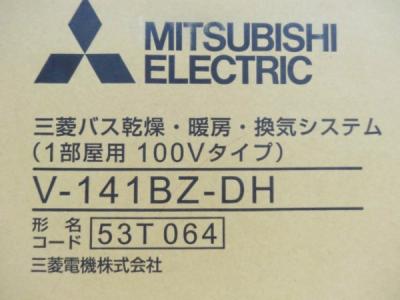 MITSUBISHI
ELECTRIC
三菱バス乾燥・暖房・換気システム
(1部屋用 100Vタイプ)
V-141BZ-DH
形名
コード 53T064
三菱電機株式会社